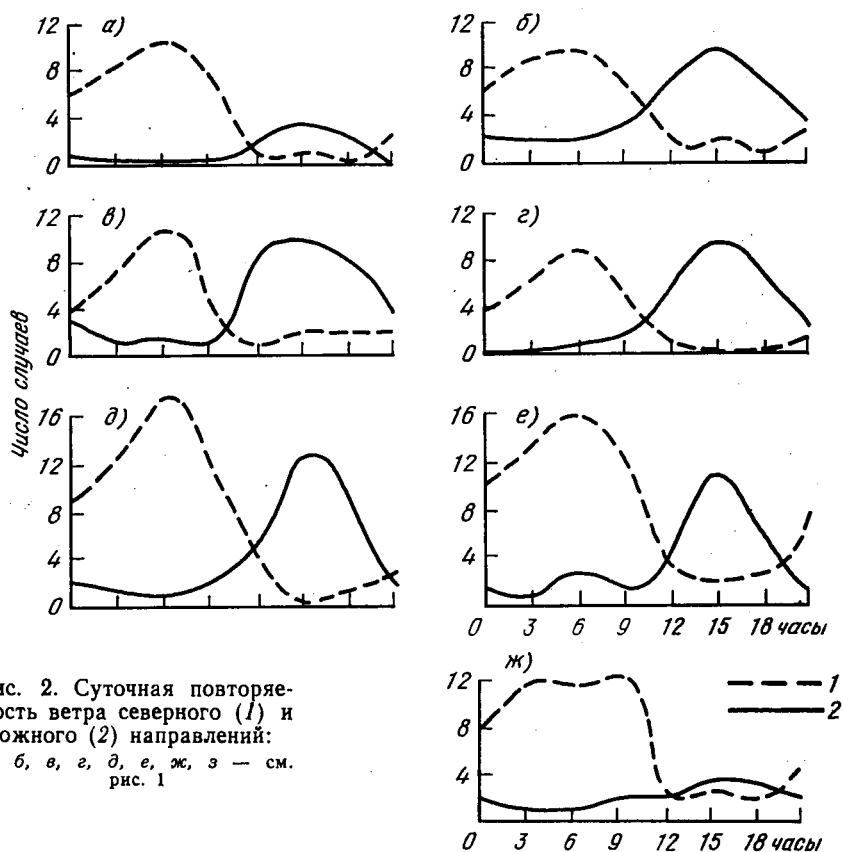 12
8
4
0
а)
12
8
4
0
б)
12
8
4
0
в)
12
8
4
0
г)
Число случаев
16
12
8
4
0
д)
16
12
8
4
е)
0 3 6 9 12 15 18 часы
ж)
12
8
4
0 3 6 9 12 15 18 часы
1
2
ис. 2. Суточная повторяе-
ость ветра северного (1) и
ожного (2) направлений:
б, в, г, д, е, ж, з — см.
рис. 1